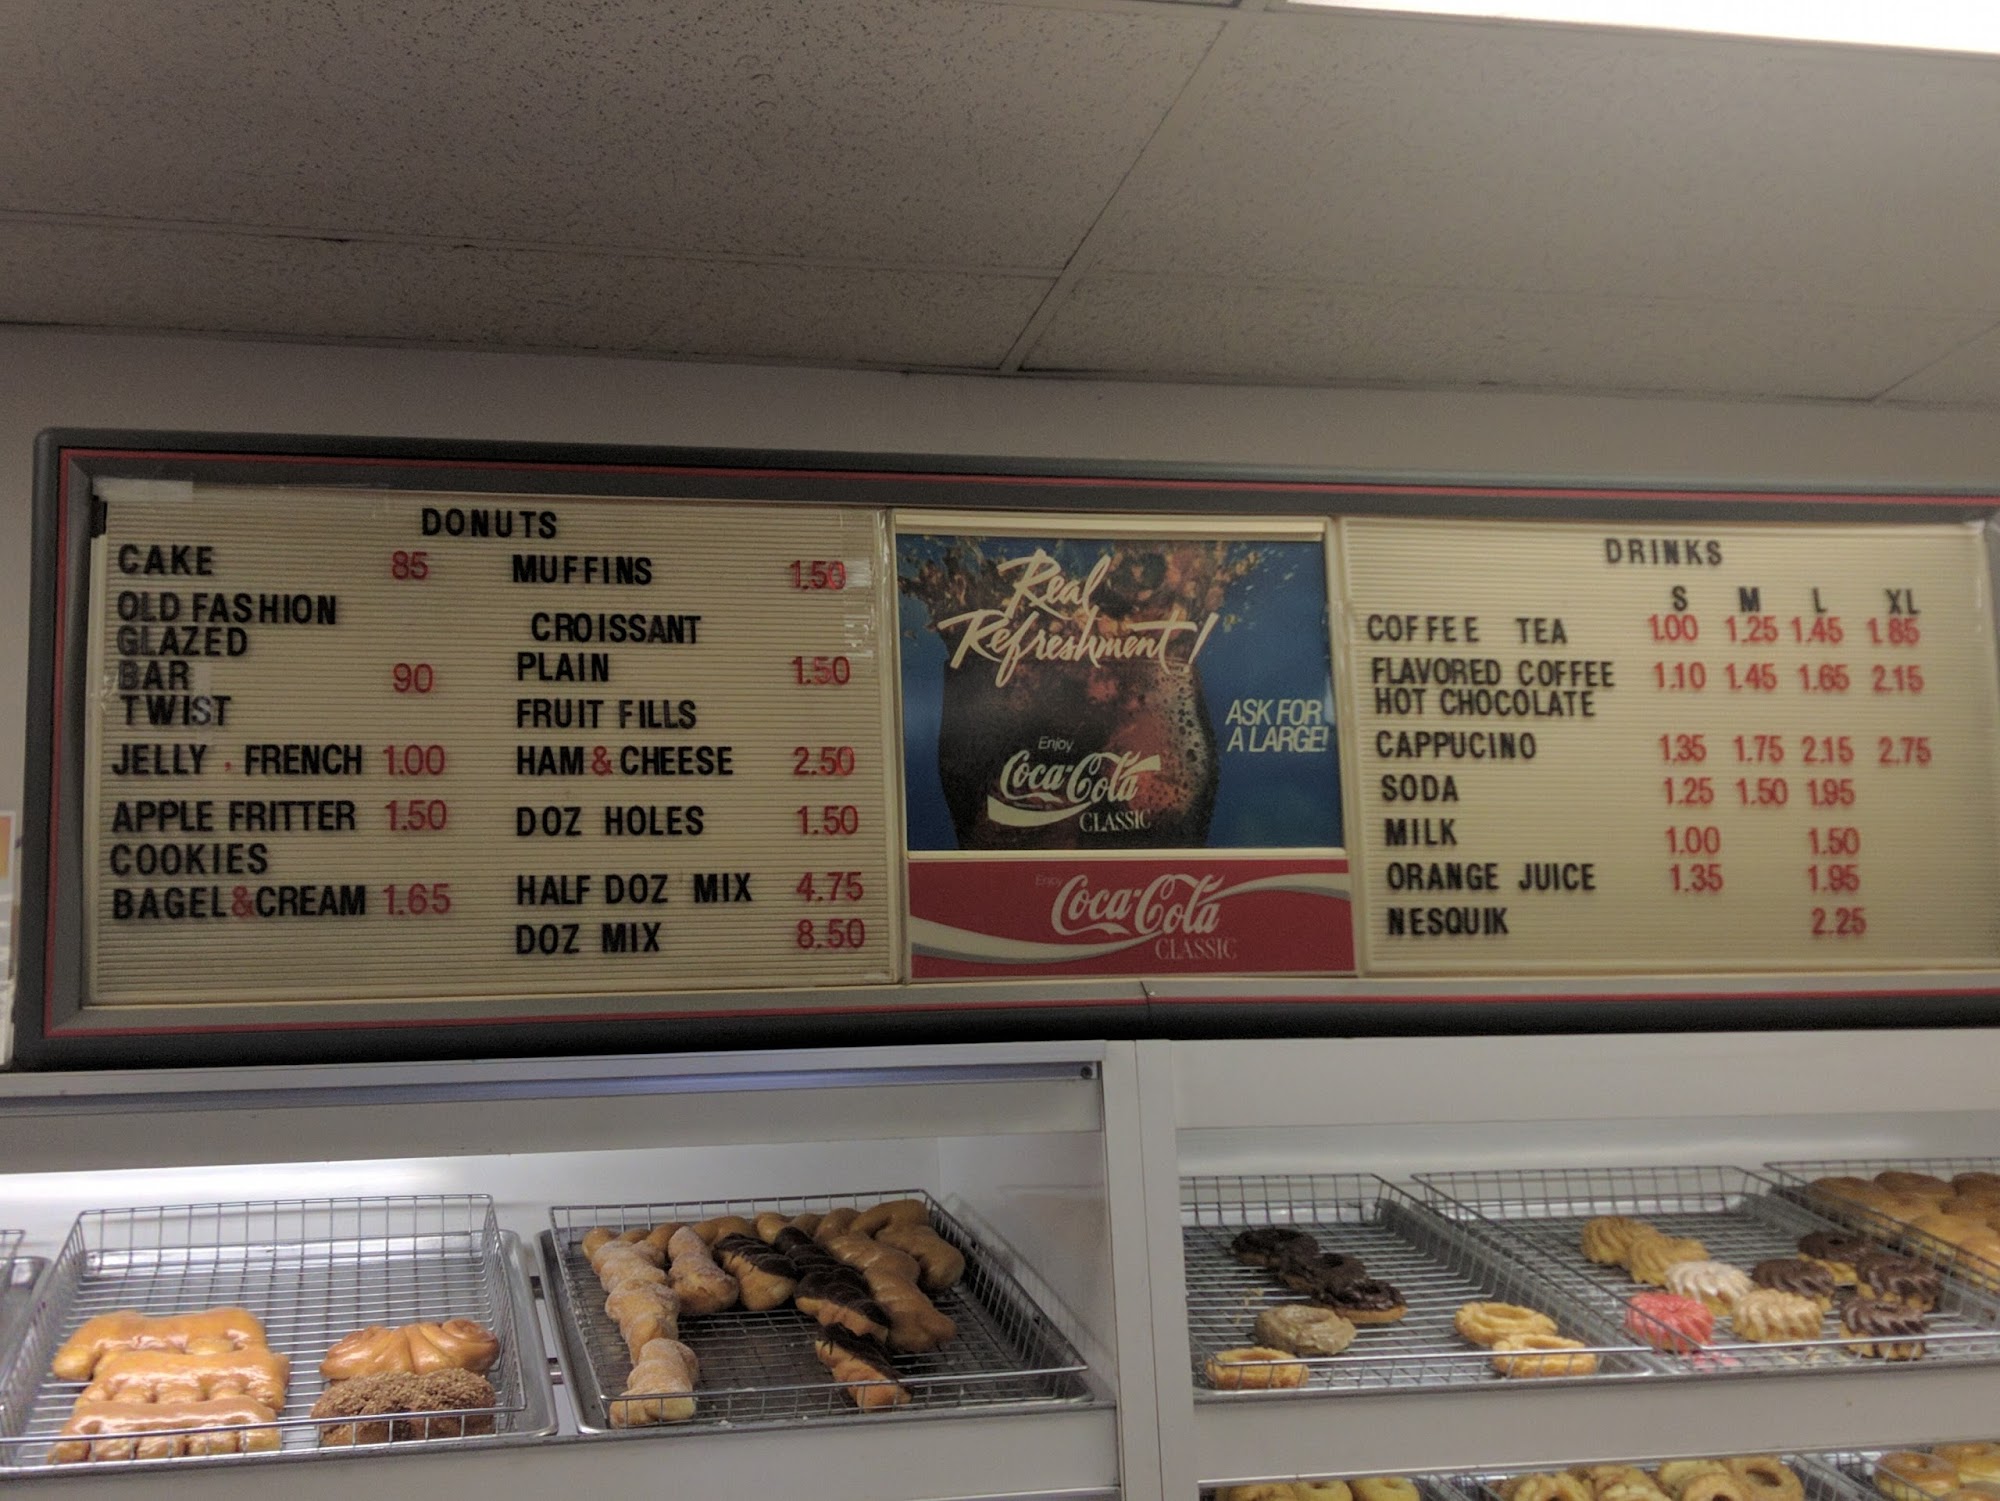 DONUTS
CAKE 85
OLD FASHION
GLAZED
BAR 90
TWIST
JELLY . FRENCH 1.00
APPLE FRITTER 1.50
COOKIES
BAGEL&CREAM 1.65
MUFFINS 1.50
CROISSANT
PLAIN 1.50
FRUIT FILLS
HAM&CHEESE 2.50
DOZ HOLES 1.50
HALF DOZ MIX 4.75
DOZ MIX 8.50
Real
Refreshment!
ASK FOR
A LARGE!
Enjoy
Coca-Cola
CLASSIC
Enjoy
Coca-Cola
CLASSIC
DRINKS
S M L XL
COFFEE TEA 1.00 1.25 1.45 1.85
FLAVORED COFFEE 1.10 1.45 1.65 2.15
HOT CHOCOLATE
CAPPUCINO 1.35 1.75 2.15 2.75
SODA 1.25 1.50 1.95
MILK 1.00 1.50
ORANGE JUICE 1.35 1.95
NESQUIK 2.25